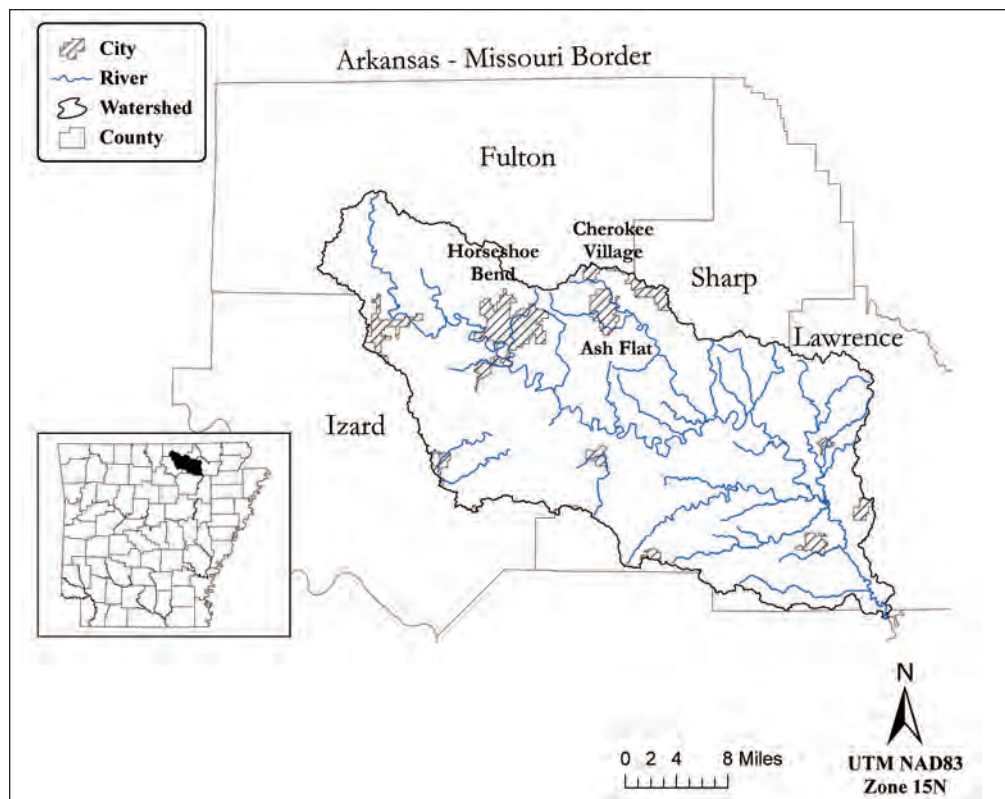 City
River
Watershed
County
Arkansas - Missouri Border
Fulton
Cherokee
Village
Horseshoe
Bend
Sharp
Lawrence
Ash Flat
Izard
N
0 2 4 8 Miles
UTM NAD83
Zone 15N